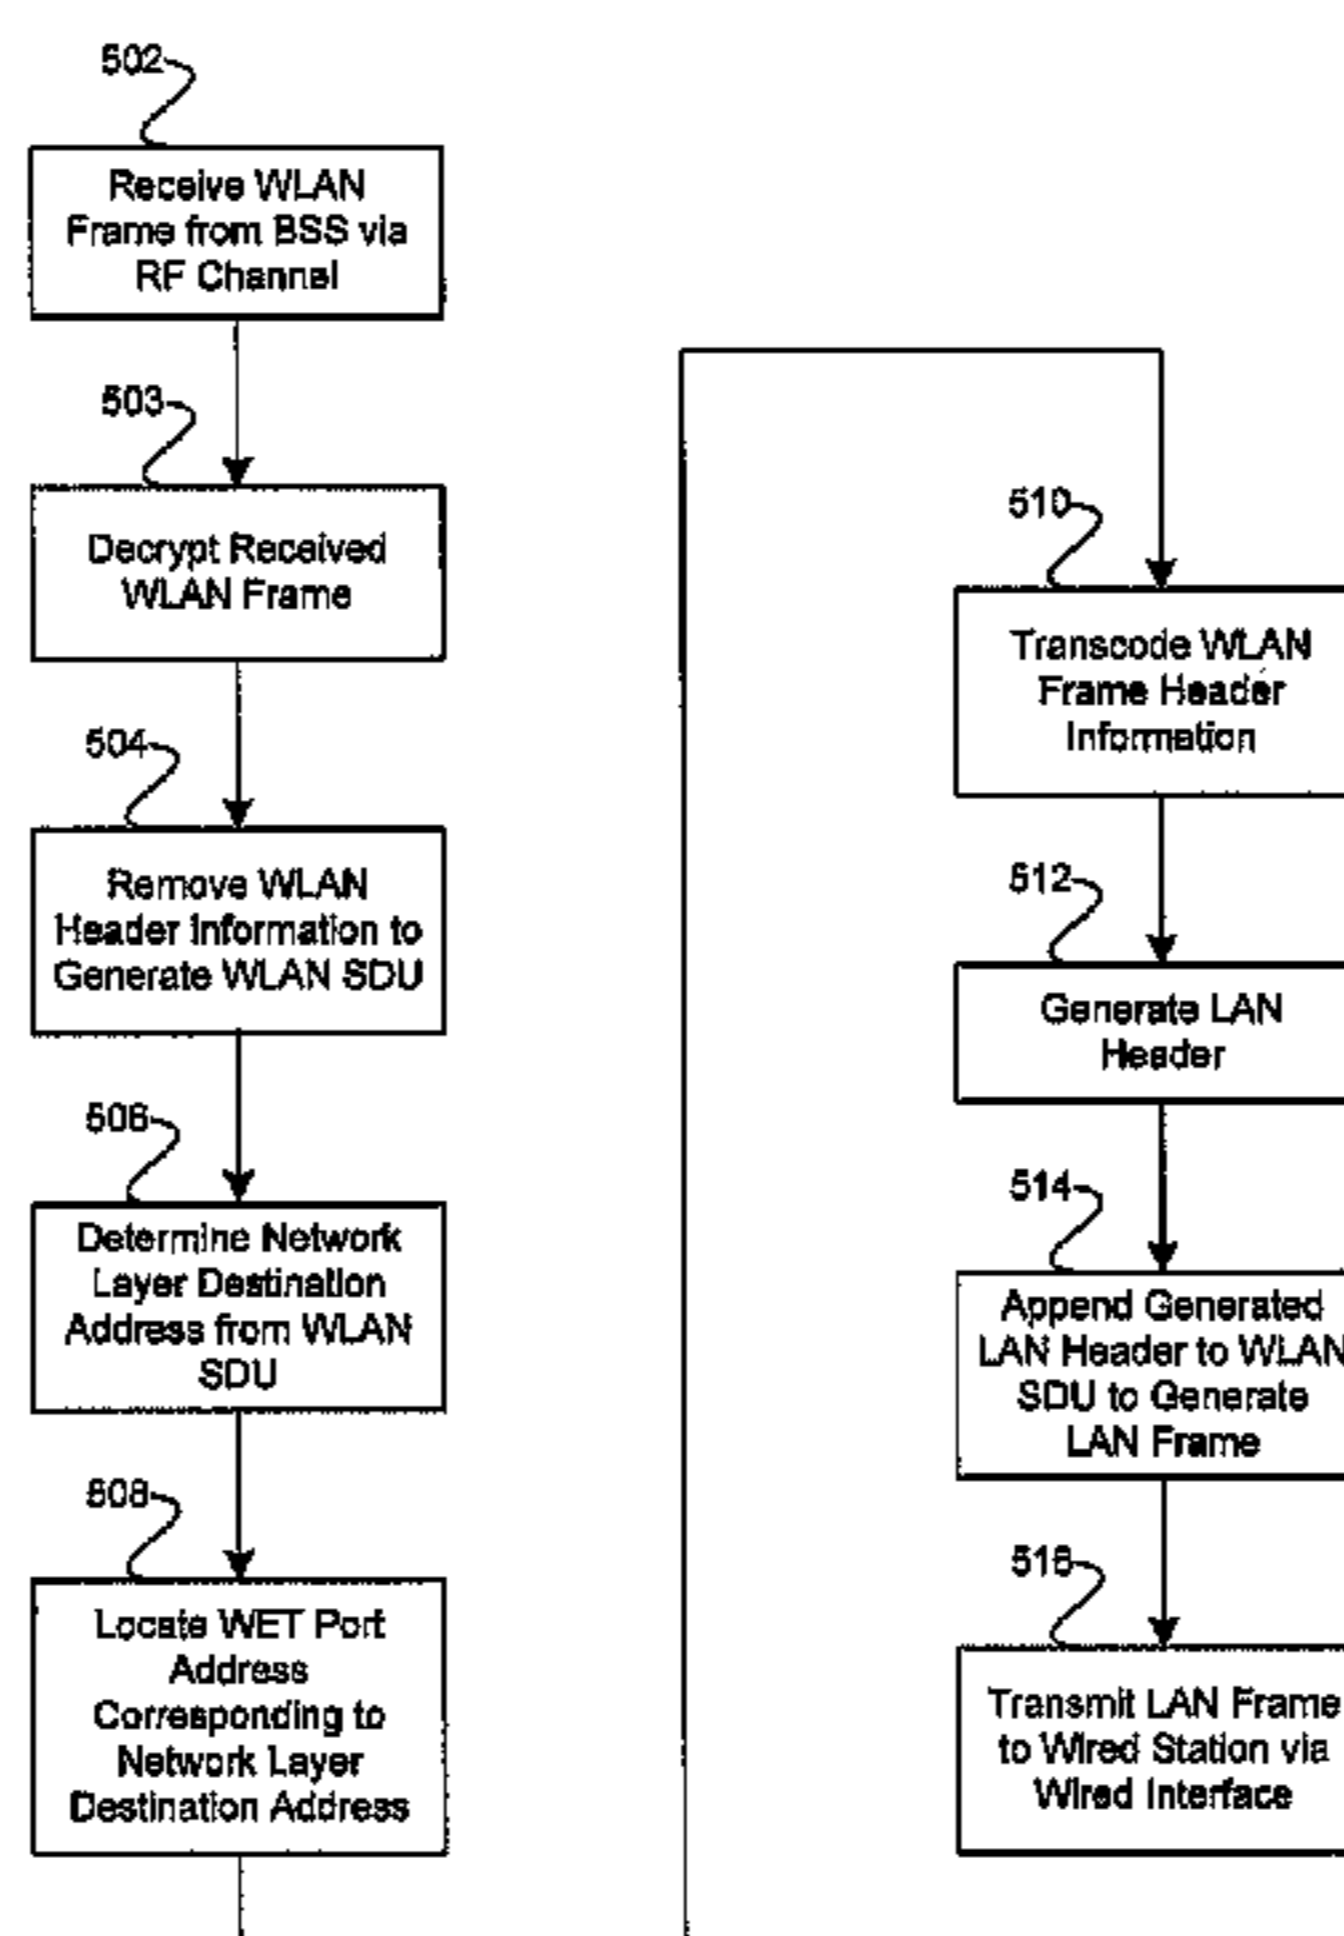 502
Receive WLAN
Frame from BSS via
RF Channel
503
Decrypt Received
WLAN Frame
504
Remove WLAN
Header Information to
Generate WLAN SDU
506
Determine Network
Layer Destination
Address from WLAN
SDU
508
Locate WET Port
Address
Corresponding to
Network Layer
Destination Address
510
Transcode WLAN
Frame Header
Information
512
Generate LAN
Header
514
Append Generated
LAN Header to WLAN
SDU to Generate
LAN Frame
516
Transmit LAN Frame
to Wired Station via
Wired Interface